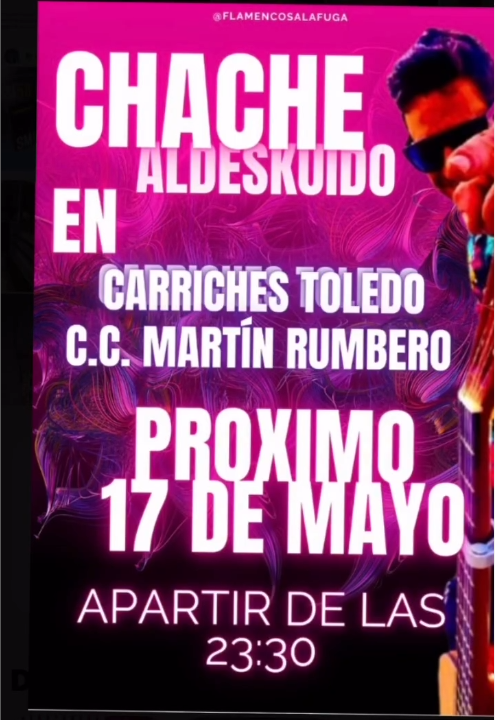 @FLAMENCOSALAFUGA
CHACHE
ALDESKUIDO
EN
CARRICHES TOLEDO
C.C. MARTÍN RUMBERO
PROXIMO
17 DE MAYO
APARTIR DE LAS
23:30